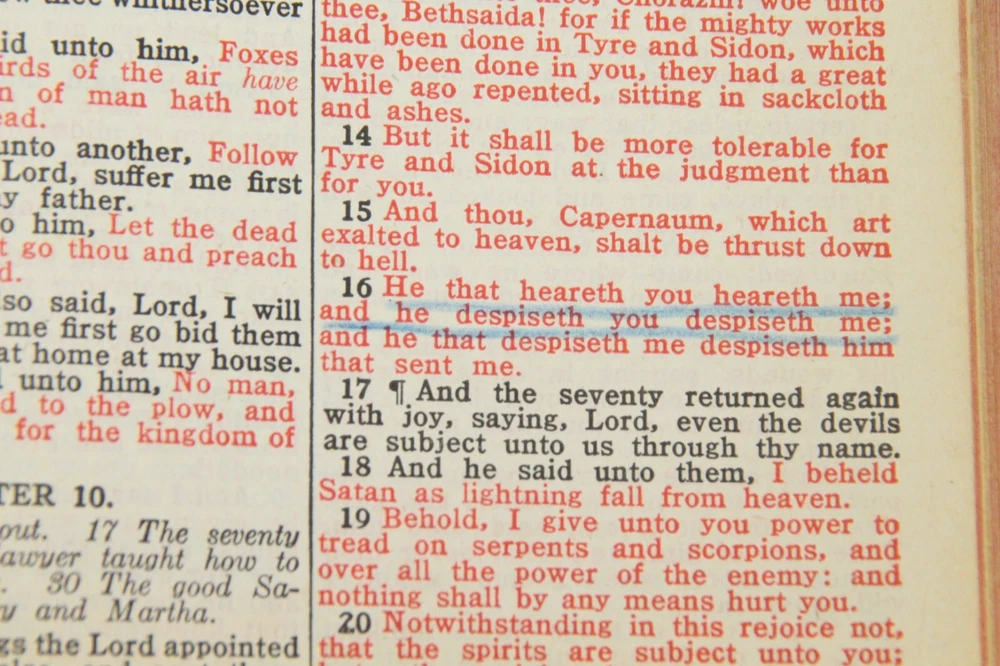 whithersoever
unto him, Foxes
of the air have
of man hath not
unto another, Follow
Lord, suffer me first
father.
him, Let the dead
go thou and preach
said, Lord, I will
me first go bid them
at home at my house.
unto him, No man,
to the plow, and
for the kingdom of
10.
out. 17 The seventy
taught how to
30 The good Sa-
and Martha.
the Lord appointed
thee, Bethsaida! for if the mighty works
had been done in Tyre and Sidon, which
have been done in you, they had a great
while ago repented, sitting in sackcloth
and ashes.
14 But it shall be more tolerable for
Tyre and Sidon at the judgment than
for you.
15 And thou, Capernaum, which art
exalted to heaven, shalt be thrust down
to hell.
16 He that heareth you heareth me;
and he despiseth you despiseth me;
and he that despiseth me despiseth him
that sent me.
17 ¶ And the seventy returned again
with joy, saying, Lord, even the devils
are subject unto us through thy name.
18 And he said unto them, I beheld
Satan as lightning fall from heaven.
19 Behold, I give unto you power to
tread on serpents and scorpions, and
over all the power of the enemy: and
nothing shall by any means hurt you.
20 Notwithstanding in this rejoice not,
that the spirits are subject unto you;